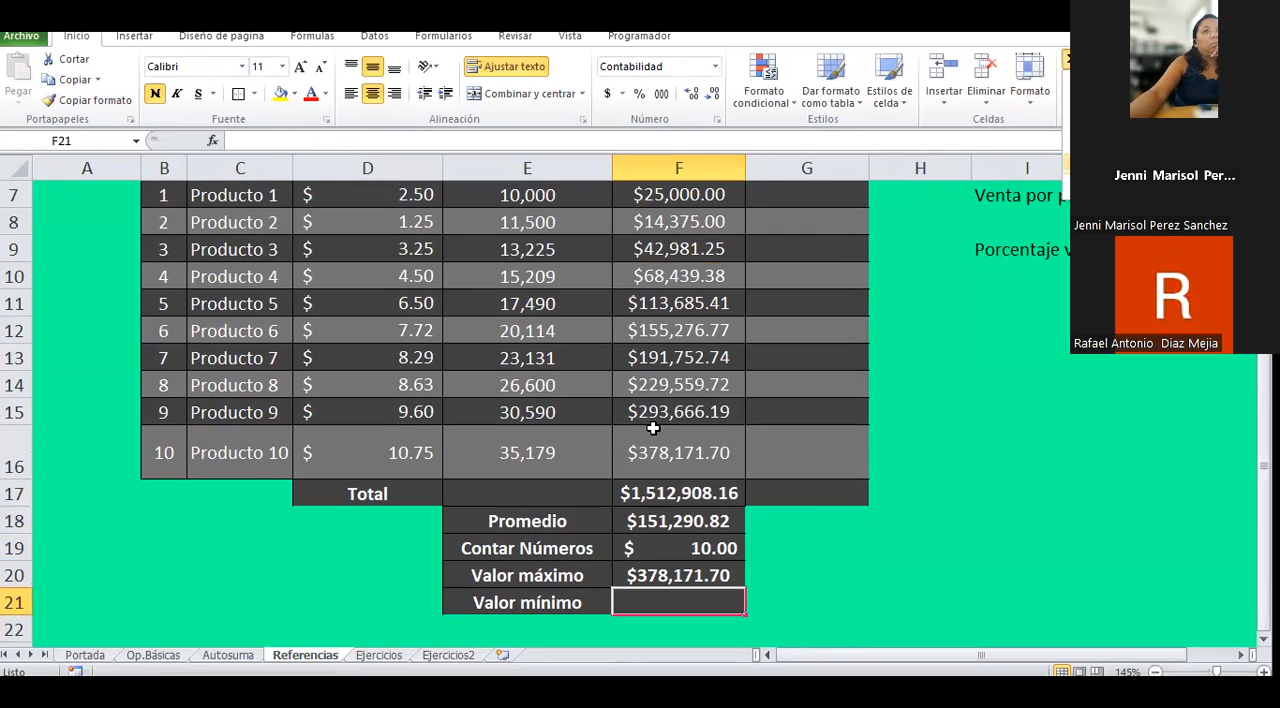 Archivo Inicio Insertar Diseño de página Fórmulas Datos Formularios Revisar Vista Programador
Cortar
Copiar
Copiar formato
Pegar
Portapapeles
Calibri 11
N K S
Fuente
Ajustar texto
Combinar y centrar
Alineación
Contabilidad
$ % 000
Número
Formato condicional
Dar formato como tabla
Estilos de celda
Estilos
Insertar Eliminar Formato
Celdas
F21 fx
A B C D E F G H I
7 1 Producto 1 $ 2.50 10,000 $25,000.00 Venta por
8 2 Producto 2 $ 1.25 11,500 $14,375.00
9 3 Producto 3 $ 3.25 13,225 $42,981.25 Porcentaje
10 4 Producto 4 $ 4.50 15,209 $68,439.38
11 5 Producto 5 $ 6.50 17,490 $113,685.41
12 6 Producto 6 $ 7.72 20,114 $155,276.77
13 7 Producto 7 $ 8.29 23,131 $191,752.74
14 8 Producto 8 $ 8.63 26,600 $229,559.72
15 9 Producto 9 $ 9.60 30,590 $293,666.19
16 10 Producto 10 $ 10.75 35,179 $378,171.70
17 Total $1,512,908.16
18 Promedio $151,290.82
19 Contar Números $ 10.00
20 Valor máximo $378,171.70
21 Valor mínimo
22
Portada Op.Básicas Autosuma Referencias Ejercicios Ejercicios2
Listo 145%
Jenni Marisol Per...
Jenni Marisol Perez Sanchez
R
Rafael Antonio Diaz Mejia